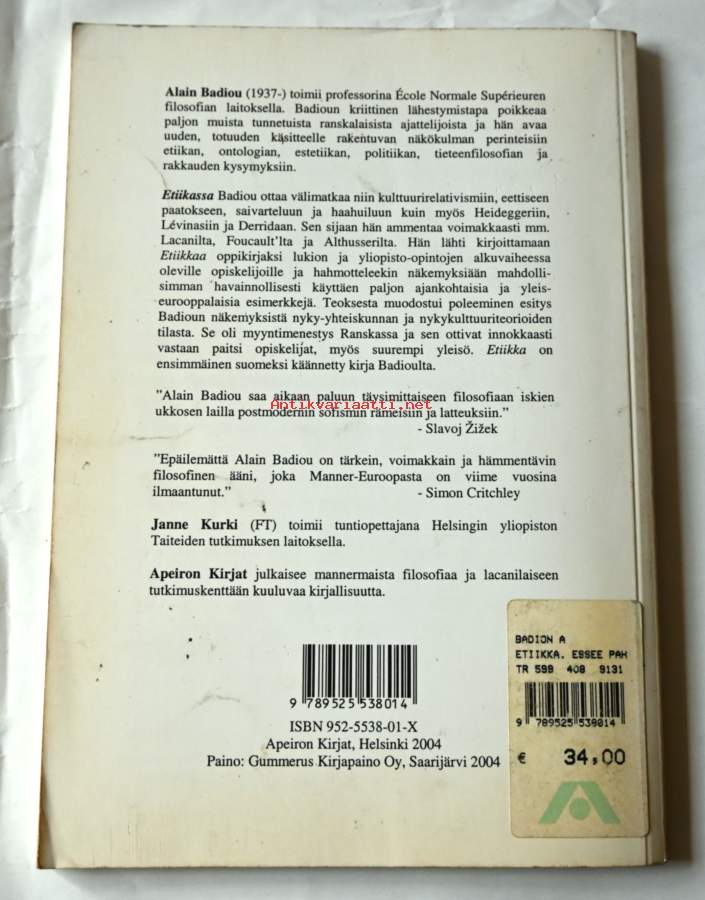 Alain Badiou (1937-) toimii professorina École Normale Supérieuren
filosofian laitoksella. Badioun kriittinen lähestymistapa poikkeaa
paljon muista tunnetuista ranskalaisista ajattelijoista ja hän avaa
uuden, totuuden käsitteelle rakentuvan näkökulman perinteisiin
etiikan, ontologian, estetiikan, politiikan, tieteenfilosofian ja
rakkauden kysymyksiin.
Etiikassa Badiou ottaa välimatkaa niin kulttuurirelativismiin, eettiseen
paatokseen, saivarteluun ja haahuiluun kuin myös Heideggeriin,
Lévinasiin ja Derridaan. Sen sijaan hän ammentaa voimakkaasti mm.
Lacanilta, Foucault'lta ja Althusserilta. Hän lähti kirjoittamaan
Etiikkaa oppikirjaksi lukion ja yliopisto-opintojen alkuvaiheessa
oleville opiskelijoille ja hahmotteleekin näkemyksiään mahdolli-
simman havainnollisesti käyttäen paljon ajankohtaisia ja yleis-
eurooppalaisia esimerkkejä. Teoksesta muodostui poleeminen esitys
Badioun näkemyksistä nyky-yhteiskunnan ja nykykulttuuriteorioiden
tilasta. Se oli myyntimenestys Ranskassa ja sen ottivat innokkaasti
vastaan paitsi opiskelijat, myös suurempi yleisö. Etiikka on
ensimmäinen suomeksi käännetty kirja Badioulta.
”Alain Badiou saa aikaan paluun täysimittaiseen filosofiaan iskien
Antikvariaatti.net
ukkosen lailla postmodernin sofismin rämeisiin ja latteuksiin.”
- Slavoj Žižek
”Epäilemättä Alain Badiou on tärkein, voimakkain ja hämmentävin
filosofinen ääni, joka Manner-Euroopasta on viime vuosina
ilmaantunut.” - Simon Critchley
Janne Kurki (FT) toimii tuntiopettajana Helsingin yliopiston
Taiteiden tutkimuksen laitoksella.
Apeiron Kirjat julkaisee mannermaista filosofiaa ja lacanilaiseen
tutkimuskenttään kuuluvaa kirjallisuutta.
9 789525 538014
ISBN 952-5538-01-X
Apeiron Kirjat, Helsinki 2004
Paino: Gummerus Kirjapaino Oy, Saarijärvi 2004
BADION A
ETIIKKA. ESSEE PAH
TR 599 408 9131
9 789525 538014
€ 34,00